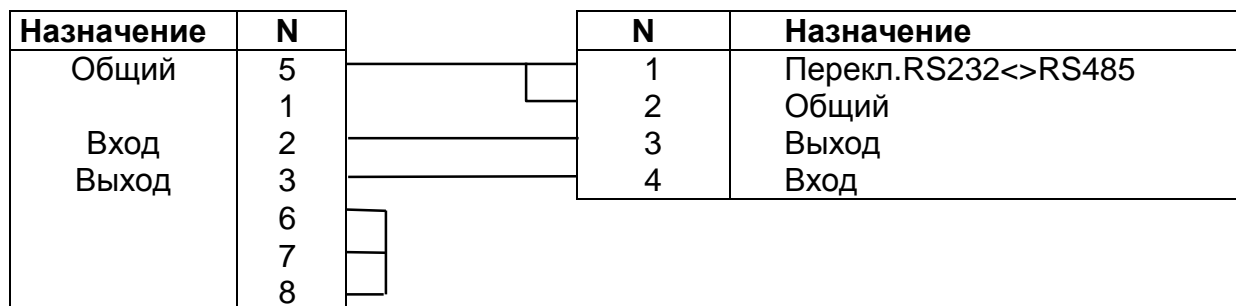 Назначение N N Назначение
Общий 5 1 Перекл.RS232<>RS485
1 2 Общий
Вход 2 3 Выход
Выход 3 4 Вход
6
7
8